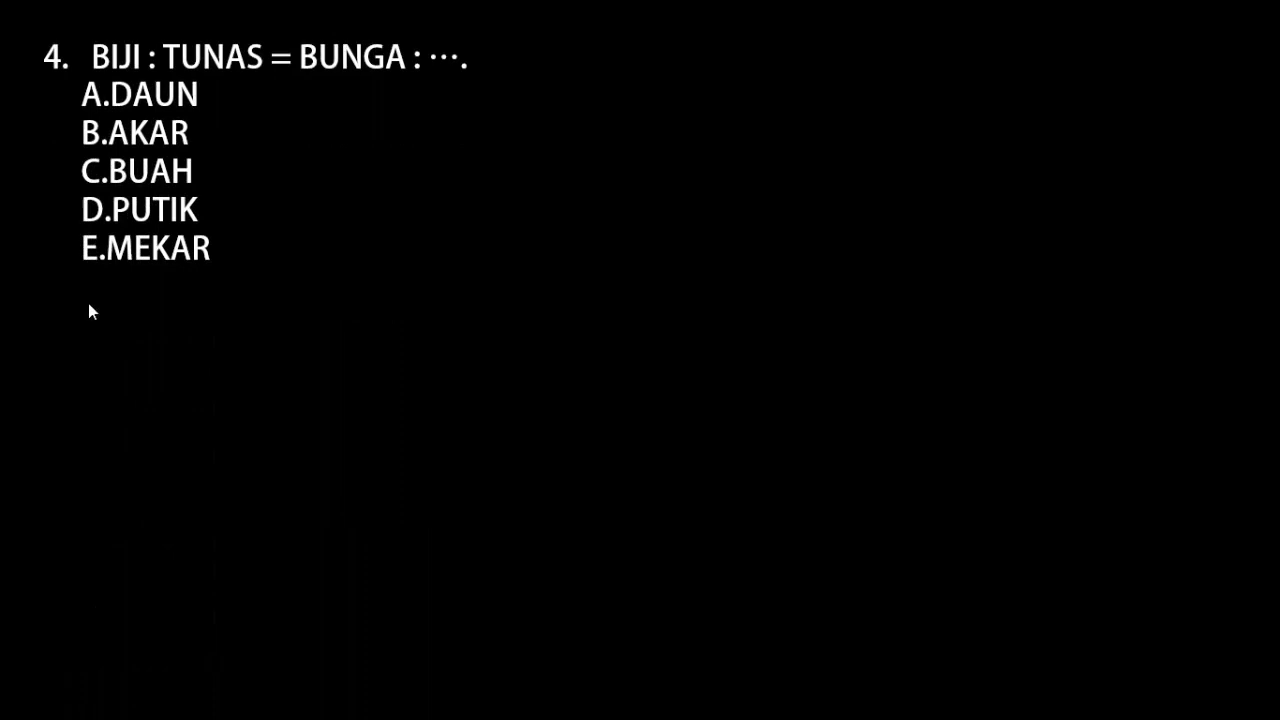 4. BIJI : TUNAS = BUNGA : ….
A.DAUN
B.AKAR
C.BUAH
D.PUTIK
E.MEKAR